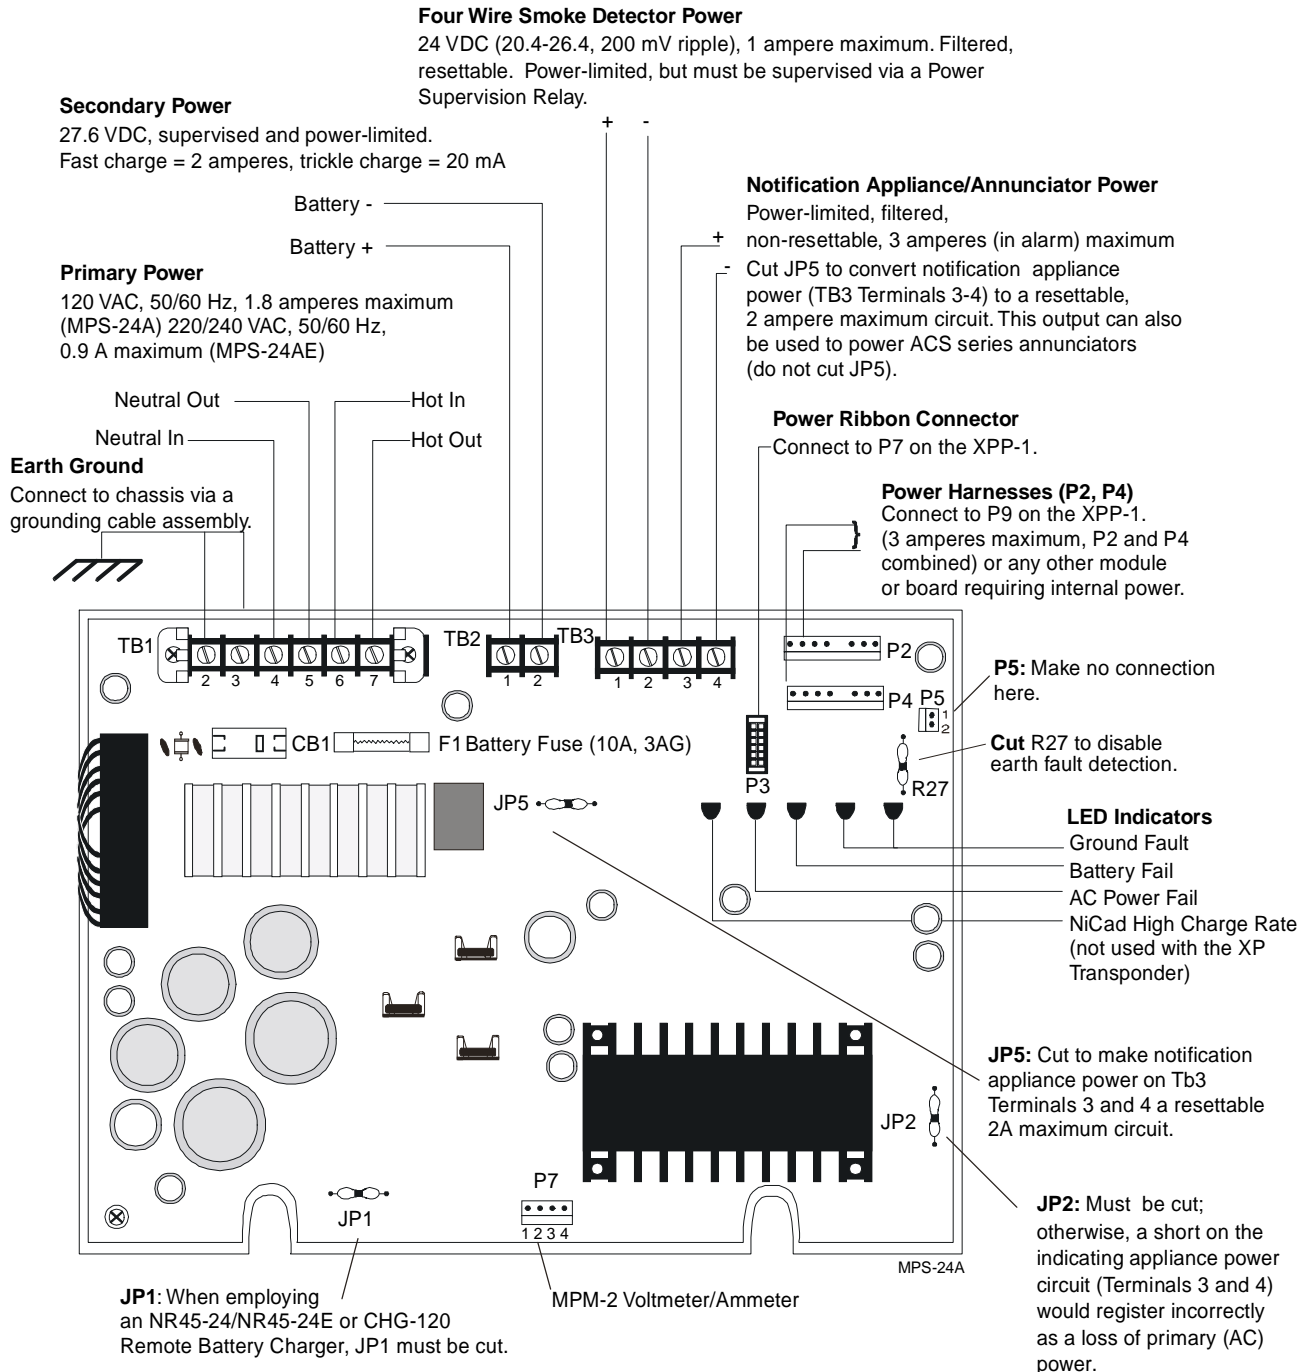 Four Wire Smoke Detector Power
24 VDC (20.4-26.4, 200 mV ripple), 1 ampere maximum. Filtered,
resettable. Power-limited, but must be supervised via a Power
Supervision Relay.
+ -
Secondary Power
27.6 VDC, supervised and power-limited.
Fast charge = 2 amperes, trickle charge = 20 mA
Battery -
Battery +
Notification Appliance/Annunciator Power
Power-limited, filtered,
+ non-resettable, 3 amperes (in alarm) maximum
- Cut JP5 to convert notification appliance
power (TB3 Terminals 3-4) to a resettable,
2 ampere maximum circuit. This output can also
be used to power ACS series annunciators
(do not cut JP5).
Primary Power
120 VAC, 50/60 Hz, 1.8 amperes maximum
(MPS-24A) 220/240 VAC, 50/60 Hz,
0.9 A maximum (MPS-24AE)
Neutral Out
Hot In
Neutral In
Hot Out
Power Ribbon Connector
Connect to P7 on the XPP-1.
Earth Ground
Connect to chassis via a
grounding cable assembly.
Power Harnesses (P2, P4)
Connect to P9 on the XPP-1.
(3 amperes maximum, P2 and P4
combined) or any other module
or board requiring internal power.
TB1
2 3 4 5 6 7
TB2
1 2
TB3
1 2 3 4
P2
P4 P5
1
2
P5: Make no connection
here.
CB1
F1 Battery Fuse (10A, 3AG)
P3
R27
Cut R27 to disable
earth fault detection.
JP5
LED Indicators
Ground Fault
Battery Fail
AC Power Fail
NiCad High Charge Rate
(not used with the XP
Transponder)
JP5: Cut to make notification
appliance power on Tb3
Terminals 3 and 4 a resettable
2A maximum circuit.
JP2
P7
1 2 3 4
JP1
JP2: Must be cut;
otherwise, a short on the
indicating appliance power
circuit (Terminals 3 and 4)
would register incorrectly
as a loss of primary (AC)
power.
MPS-24A
JP1: When employing
an NR45-24/NR45-24E or CHG-120
Remote Battery Charger, JP1 must be cut.
MPM-2 Voltmeter/Ammeter